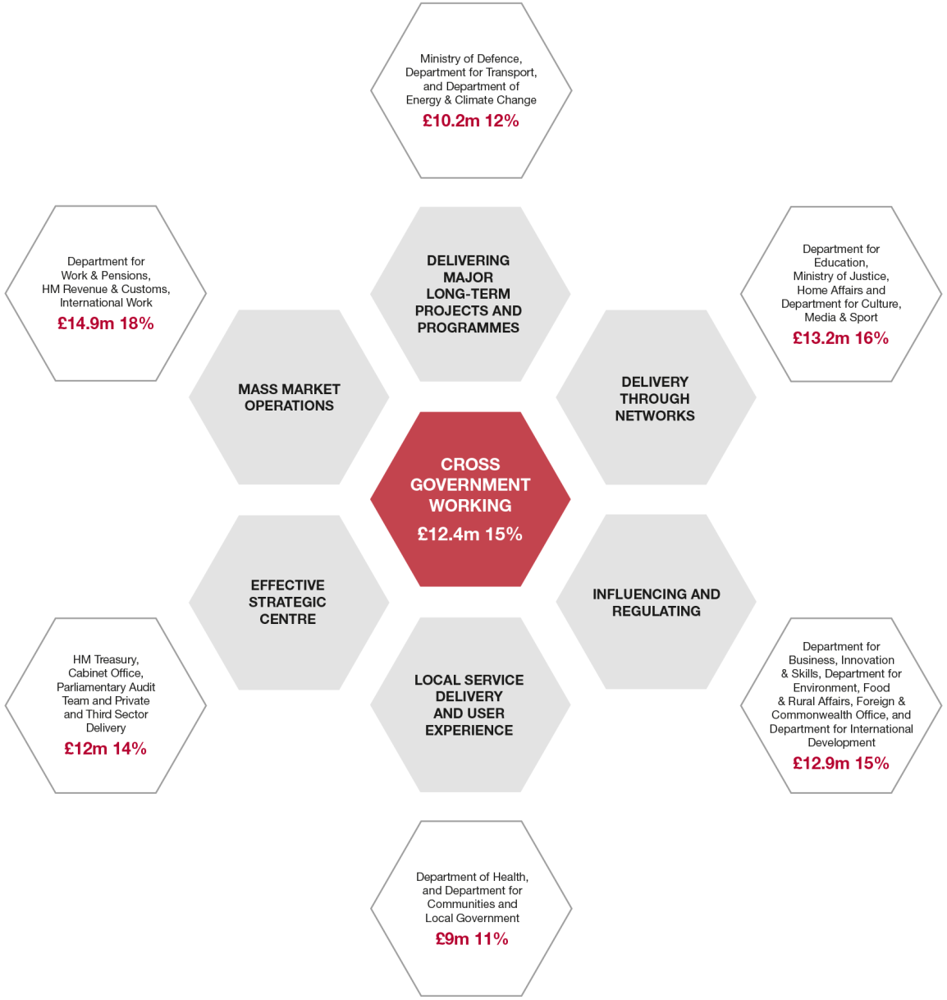 Ministry of Defence,
Department for Transport,
and Department of
Energy & Climate Change
£10.2m 12%
Department for
Work & Pensions,
HM Revenue & Customs,
International Work
£14.9m 18%
DELIVERING
MAJOR
LONG-TERM
PROJECTS AND
PROGRAMMES
Department for
Education,
Ministry of Justice,
Home Affairs and
Department for Culture,
Media & Sport
£13.2m 16%
MASS MARKET
OPERATIONS
DELIVERY
THROUGH
NETWORKS
CROSS
GOVERNMENT
WORKING
£12.4m 15%
EFFECTIVE
STRATEGIC
CENTRE
INFLUENCING AND
REGULATING
HM Treasury,
Cabinet Office,
Parliamentary Audit
Team and Private
and Third Sector
Delivery
£12m 14%
LOCAL SERVICE
DELIVERY
AND USER
EXPERIENCE
Department for
Business, Innovation
& Skills, Department for
Environment, Food
& Rural Affairs, Foreign &
Commonwealth Office, and
Department for International
Development
£12.9m 15%
Department of Health,
and Department for
Communities and
Local Government
£9m 11%